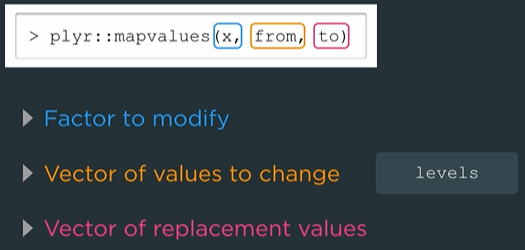 > plyr::mapvalues(x, from, to)
Factor to modify
Vector of values to change
levels
Vector of replacement values